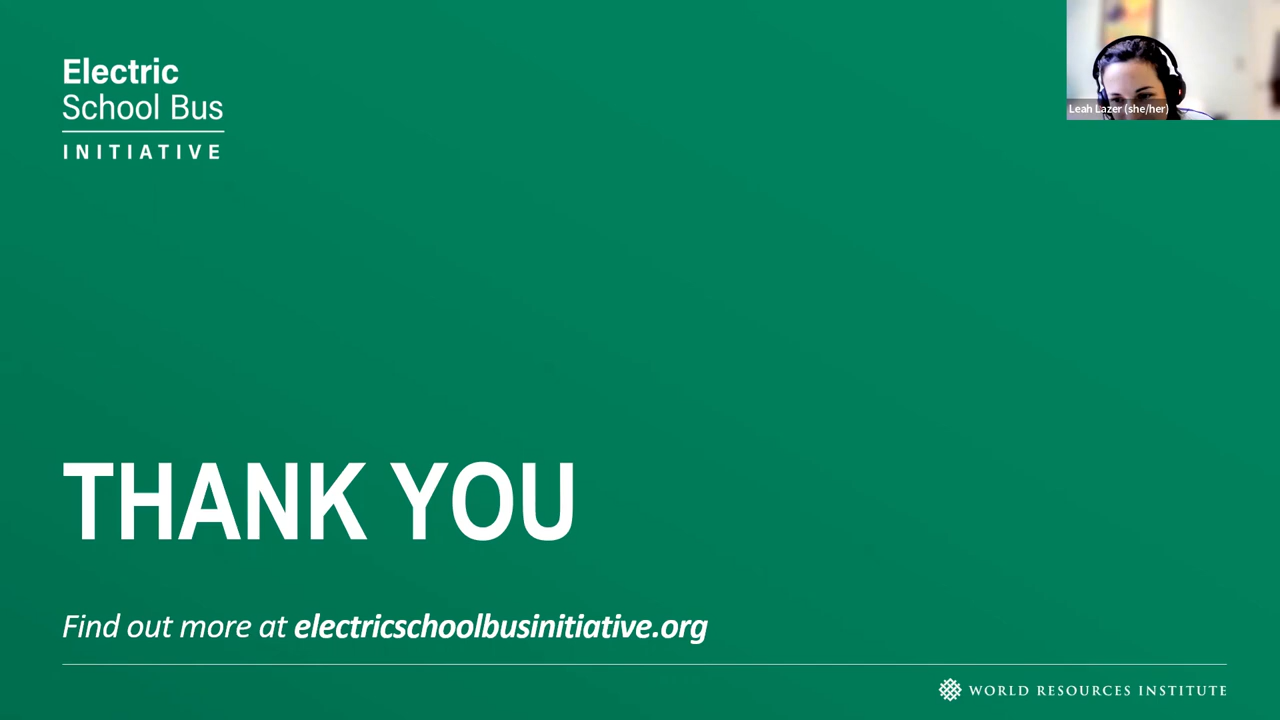 Electric
School Bus
INITIATIVE
Leah Lazer (she/her)
THANK YOU
Find out more at electricschoolbusinitiative.org
WORLD RESOURCES INSTITUTE